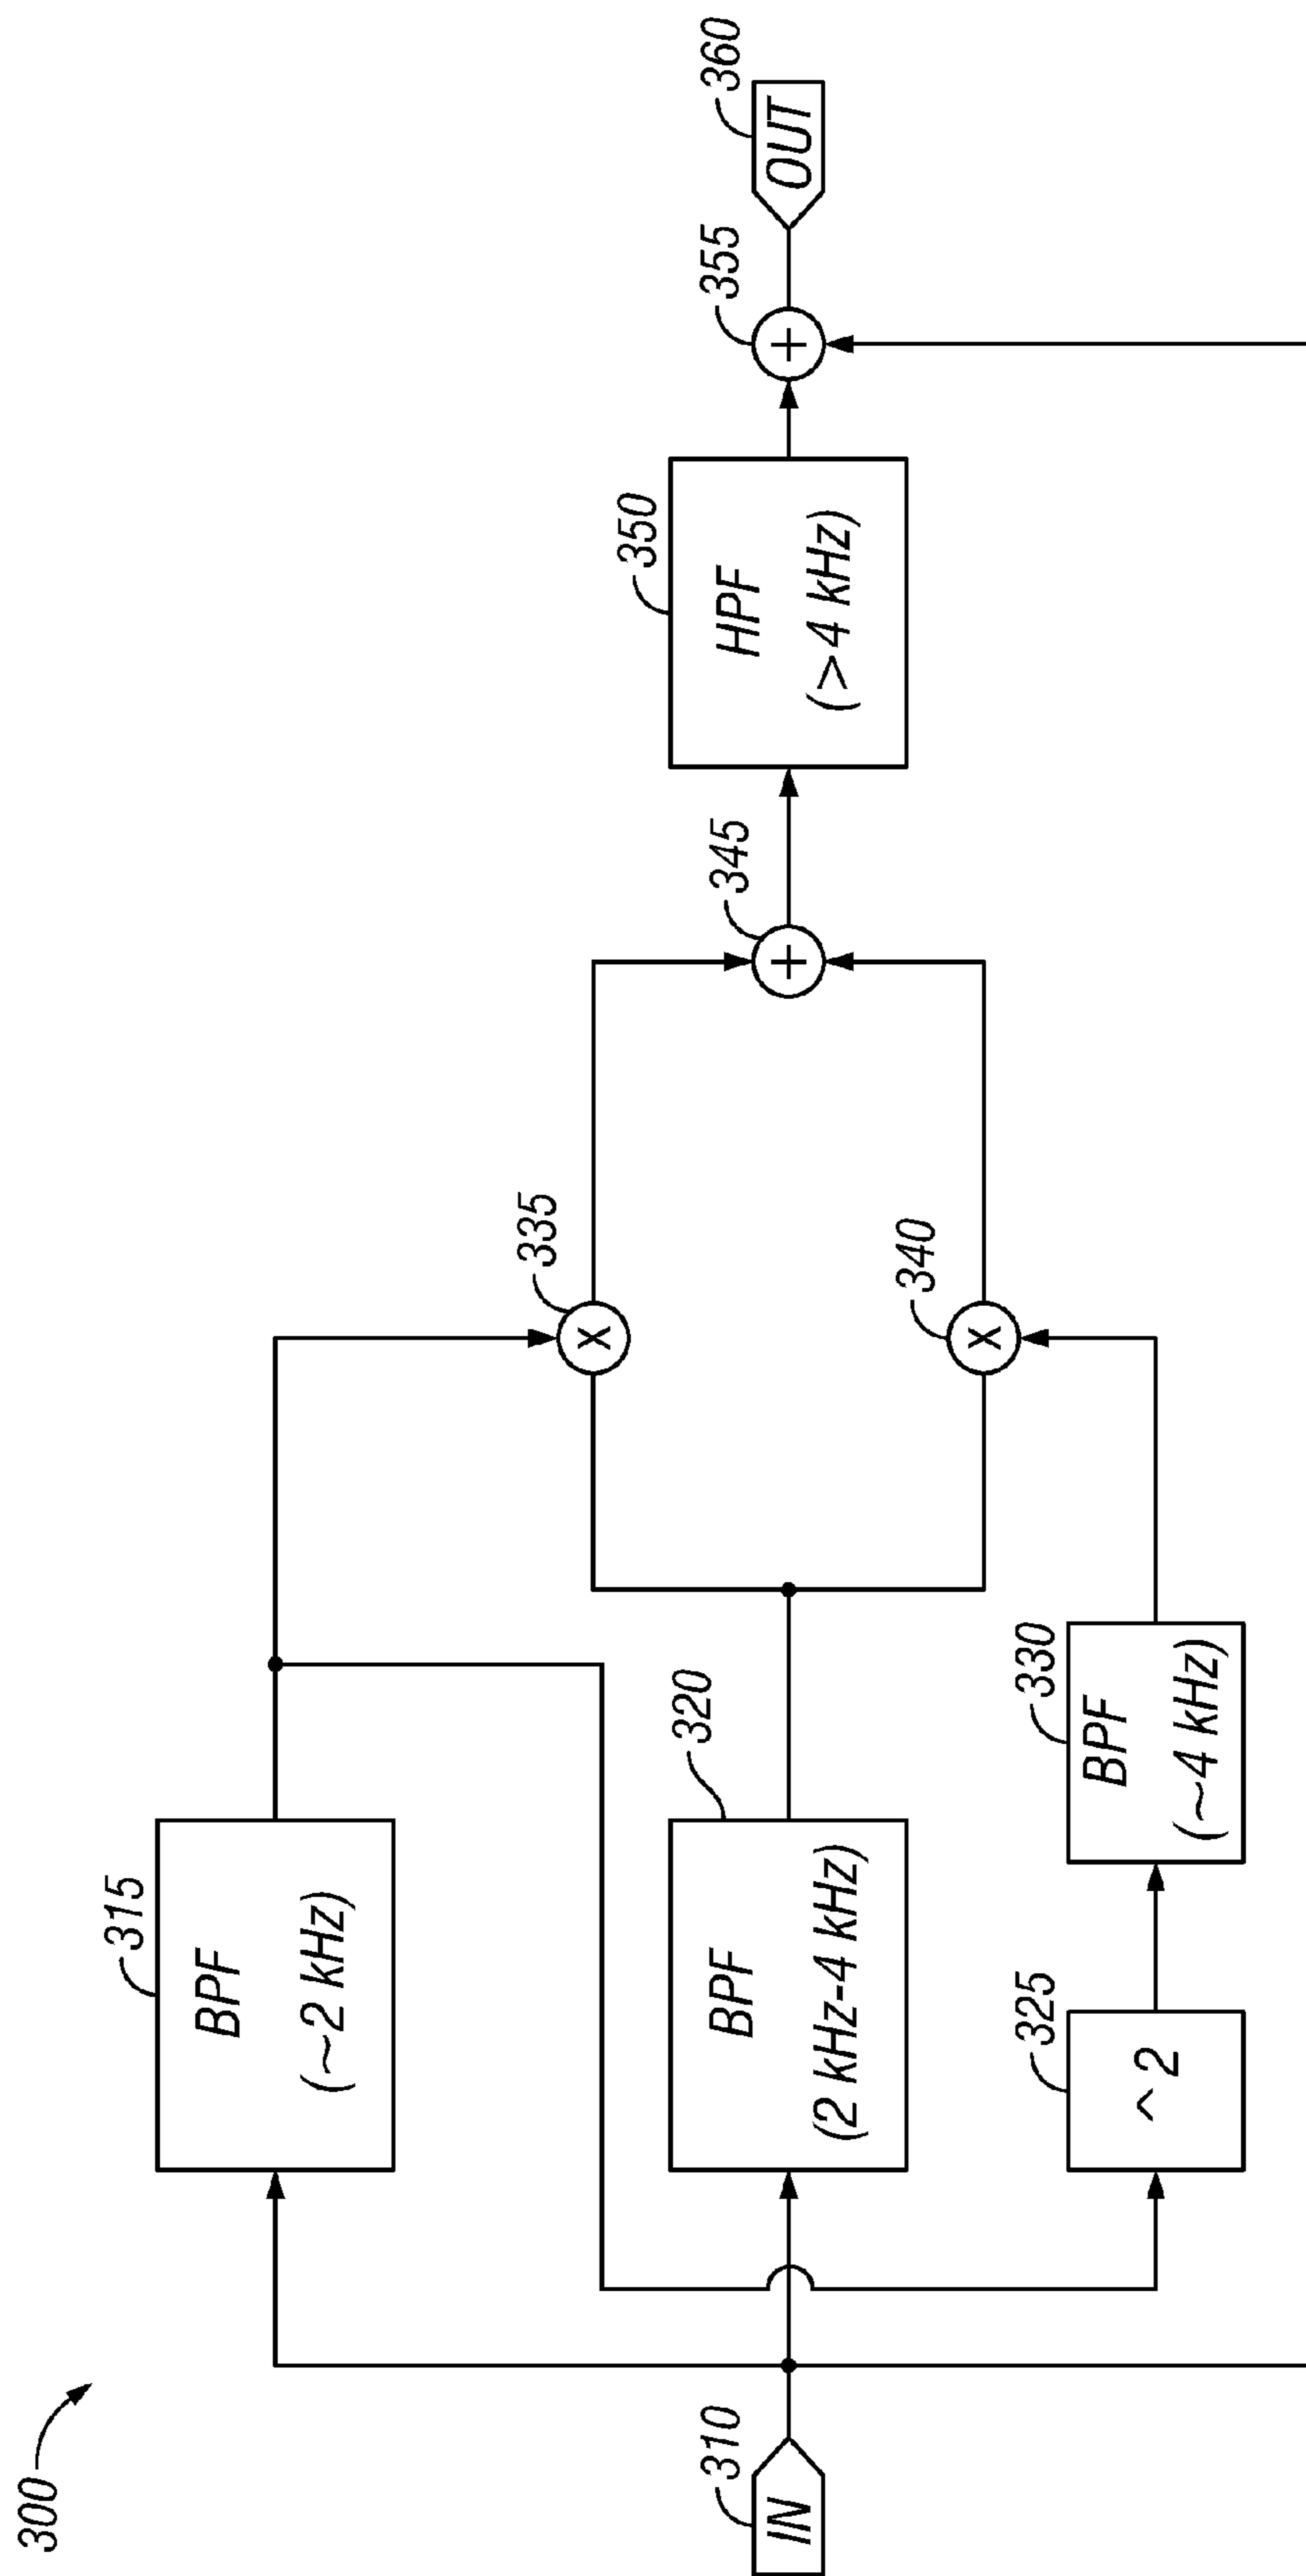 300
310
IN
315
BPF
(~2 kHz)
320
BPF
(2 kHz-4 kHz)
325
^2
330
BPF
(~4 kHz)
335
X
340
X
345
+
350
HPF
(>4 kHz)
355
+
360
OUT